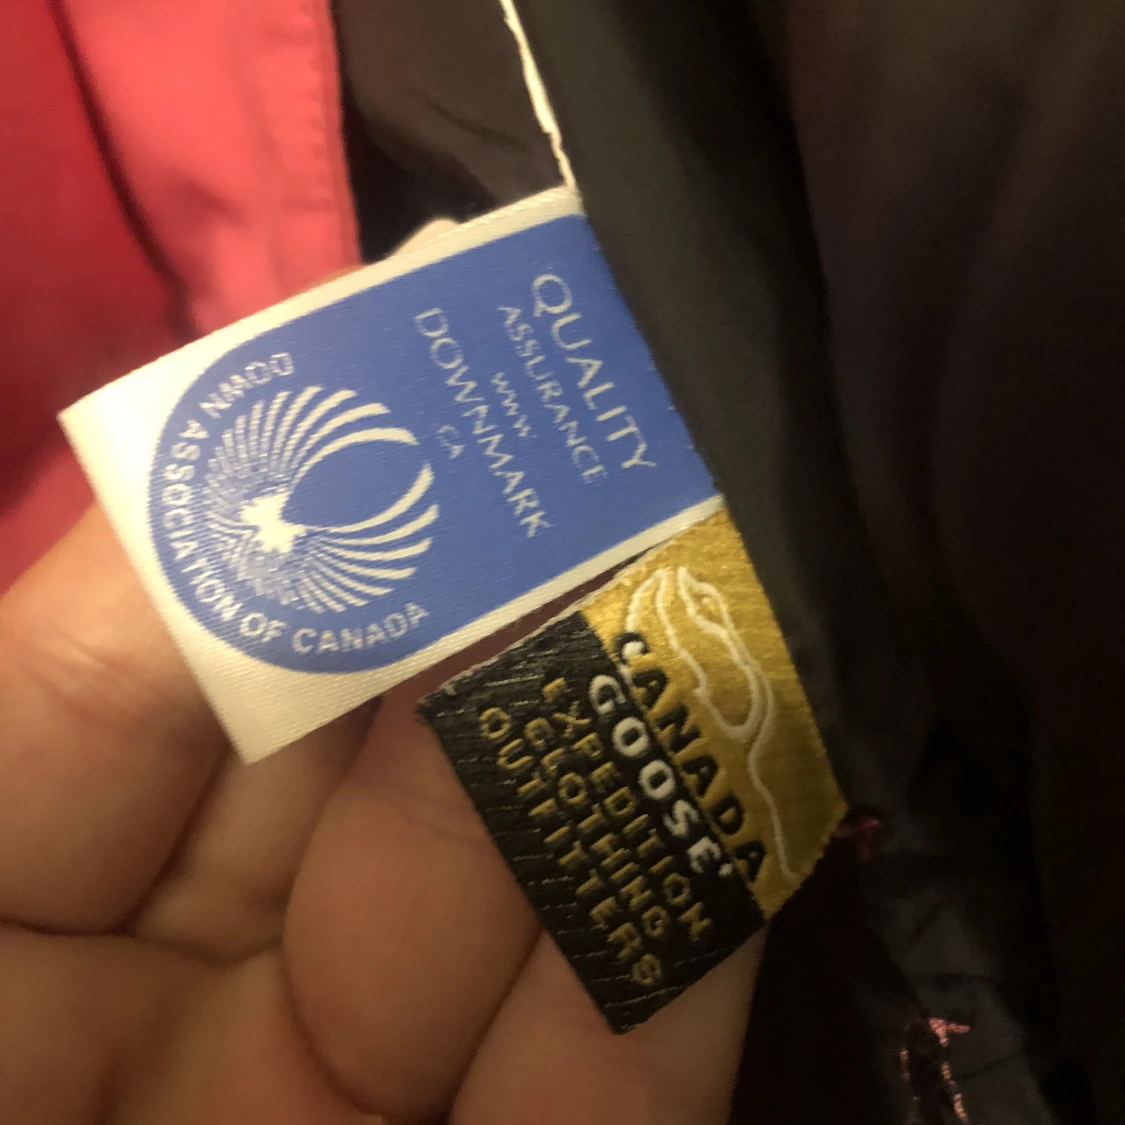 QUALITY
ASSURANCE
www.
DOWNMARK
.CA
DOWN ASSOCIATION OF CANADA
CANADA
GOOSE
EXPEDITION
CLOTHING
OUTFITTERS